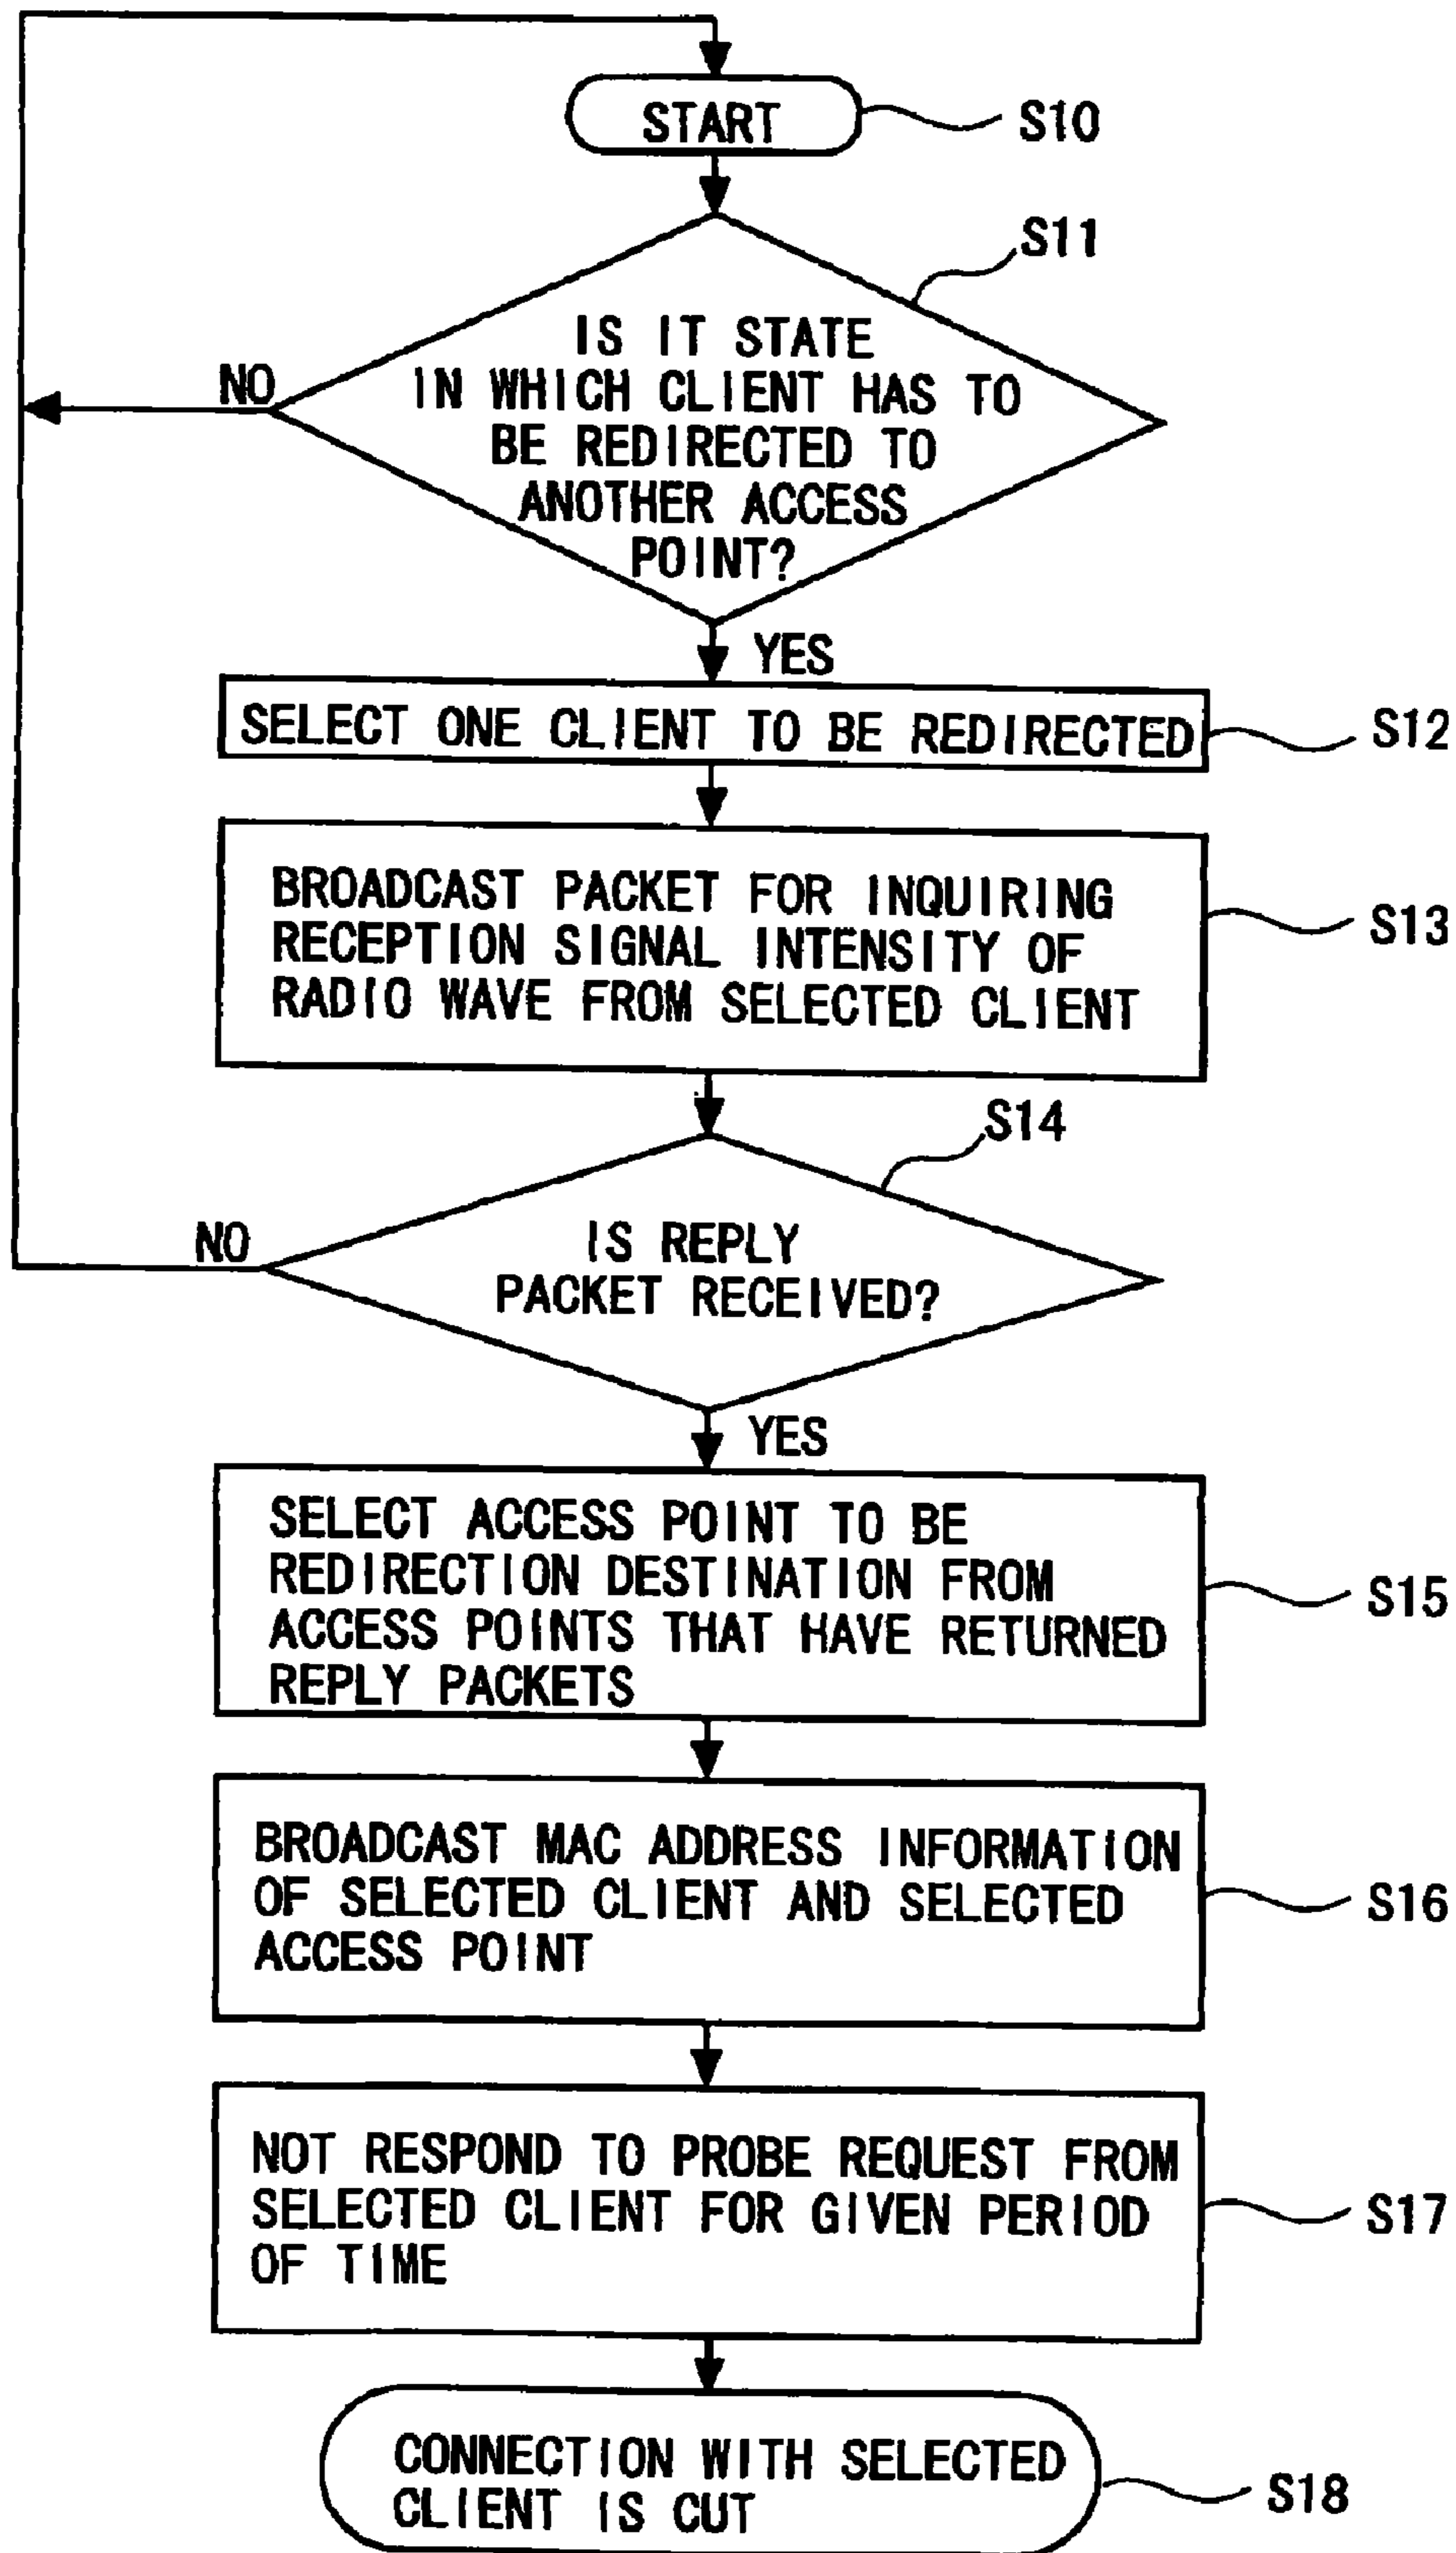 START
S10
S11
IS IT STATE
IN WHICH CLIENT HAS TO
BE REDIRECTED TO
ANOTHER ACCESS
POINT?
NO
YES
SELECT ONE CLIENT TO BE REDIRECTED
S12
BROADCAST PACKET FOR INQUIRING
RECEPTION SIGNAL INTENSITY OF
RADIO WAVE FROM SELECTED CLIENT
S13
S14
IS REPLY
PACKET RECEIVED?
NO
YES
SELECT ACCESS POINT TO BE
REDIRECTION DESTINATION FROM
ACCESS POINTS THAT HAVE RETURNED
REPLY PACKETS
S15
BROADCAST MAC ADDRESS INFORMATION
OF SELECTED CLIENT AND SELECTED
ACCESS POINT
S16
NOT RESPOND TO PROBE REQUEST FROM
SELECTED CLIENT FOR GIVEN PERIOD
OF TIME
S17
CONNECTION WITH SELECTED
CLIENT IS CUT
S18